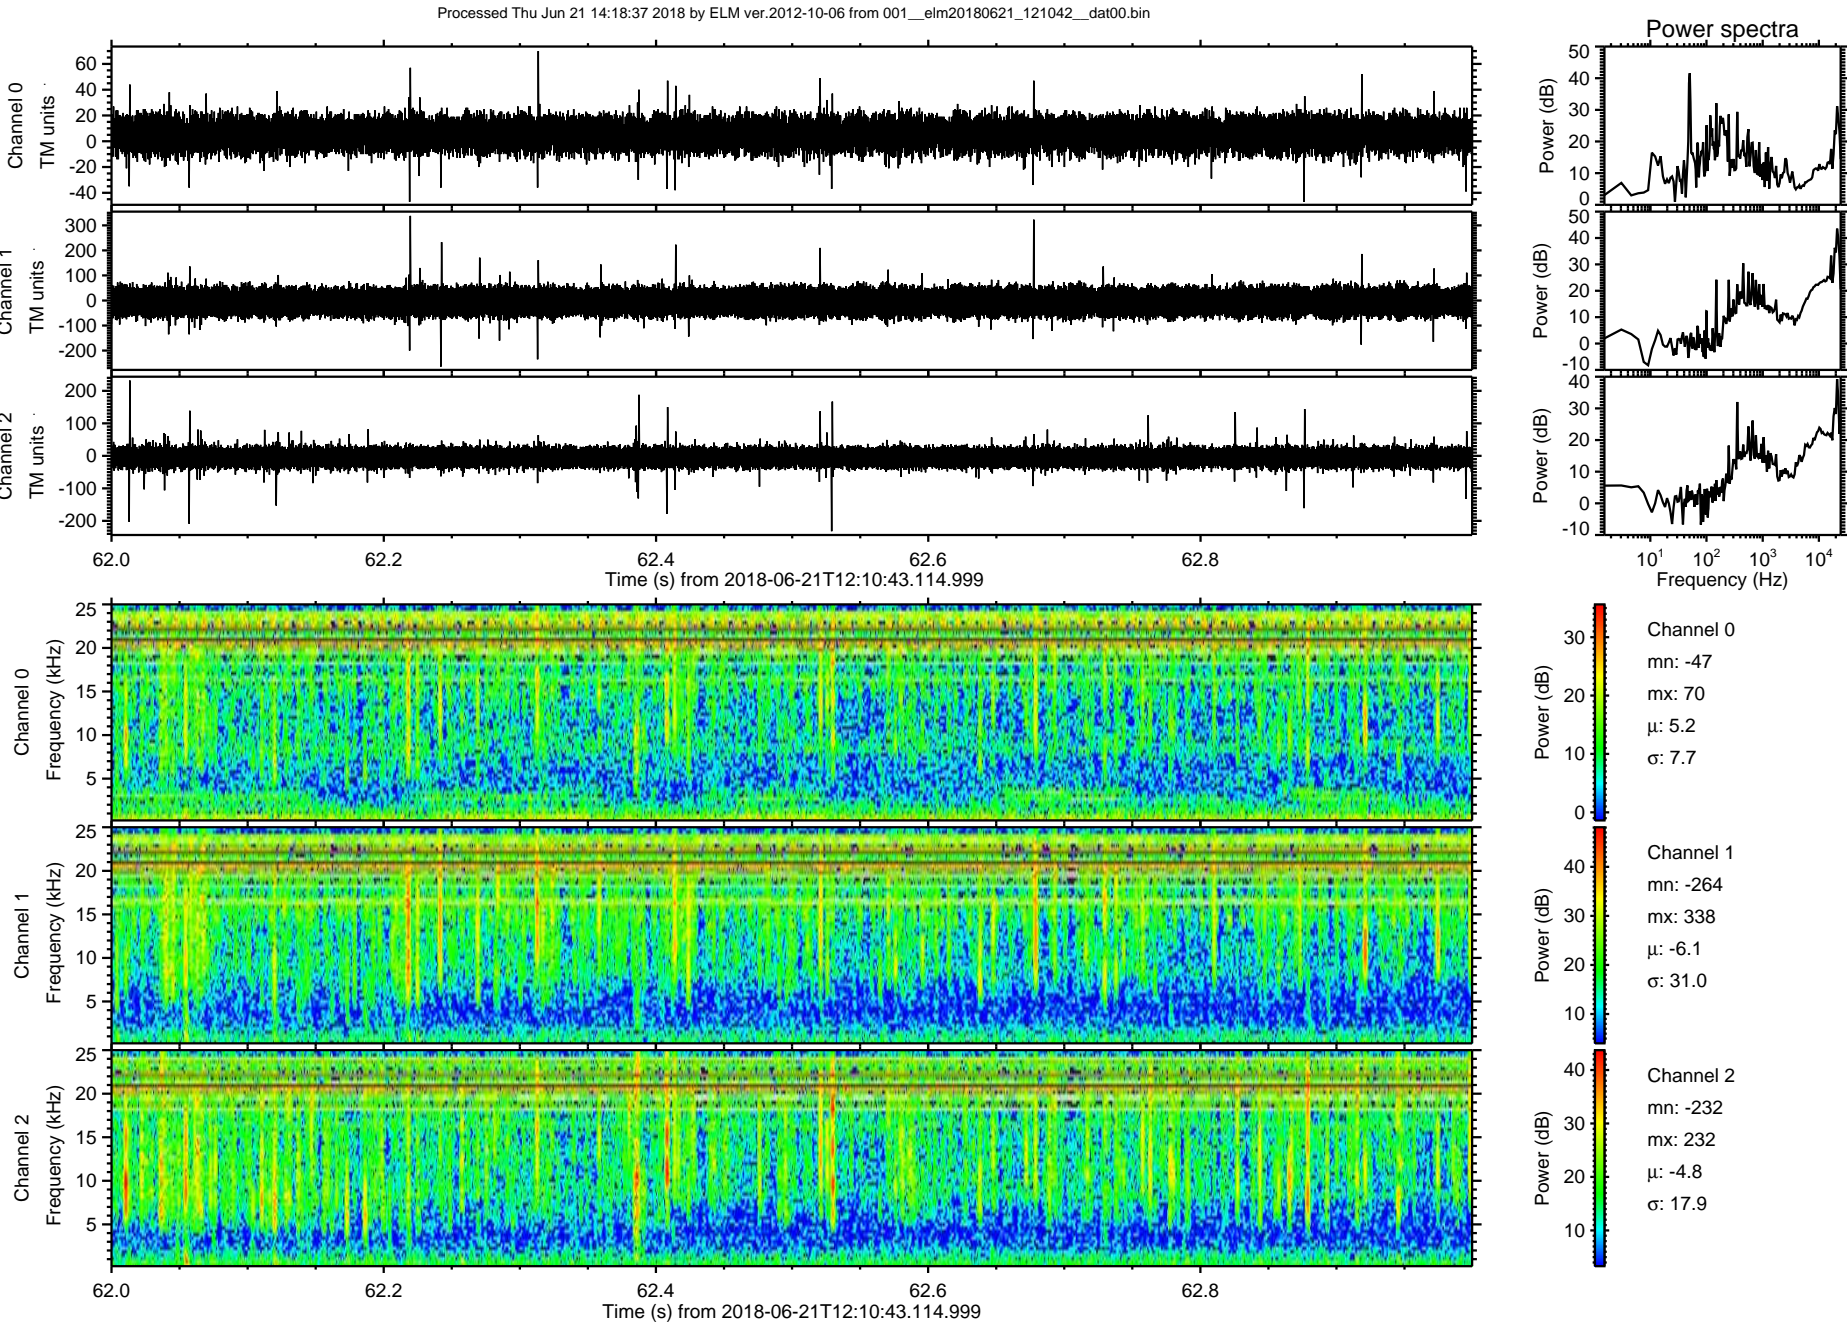 Processed Thu Jun 21 14:18:37 2018 by ELM ver.2012-10-06 from 001__elm20180621_121042__dat00.bin
Power spectra
Channel 0
TM units
60
40
20
0
-20
-40
Power (dB)
50
40
30
20
10
0
Channel 1
TM units
300
200
100
0
-100
-200
Power (dB)
50
40
30
20
10
0
-10
Channel 2
TM units
200
100
0
-100
-200
Power (dB)
40
30
20
10
0
-10
62.0 62.2 62.4 62.6 62.8
Time (s) from 2018-06-21T12:10:43.114.999
10¹ 10² 10³ 10⁴
Frequency (Hz)
Channel 0
Frequency (kHz)
25
20
15
10
5
Power (dB)
30
20
10
0
Channel 0
mn: -47
mx: 70
μ: 5.2
σ: 7.7
Channel 1
Frequency (kHz)
25
20
15
10
5
Power (dB)
40
30
20
10
Channel 1
mn: -264
mx: 338
μ: -6.1
σ: 31.0
Channel 2
Frequency (kHz)
25
20
15
10
5
Power (dB)
40
30
20
10
Channel 2
mn: -232
mx: 232
μ: -4.8
σ: 17.9
62.0 62.2 62.4 62.6 62.8
Time (s) from 2018-06-21T12:10:43.114.999